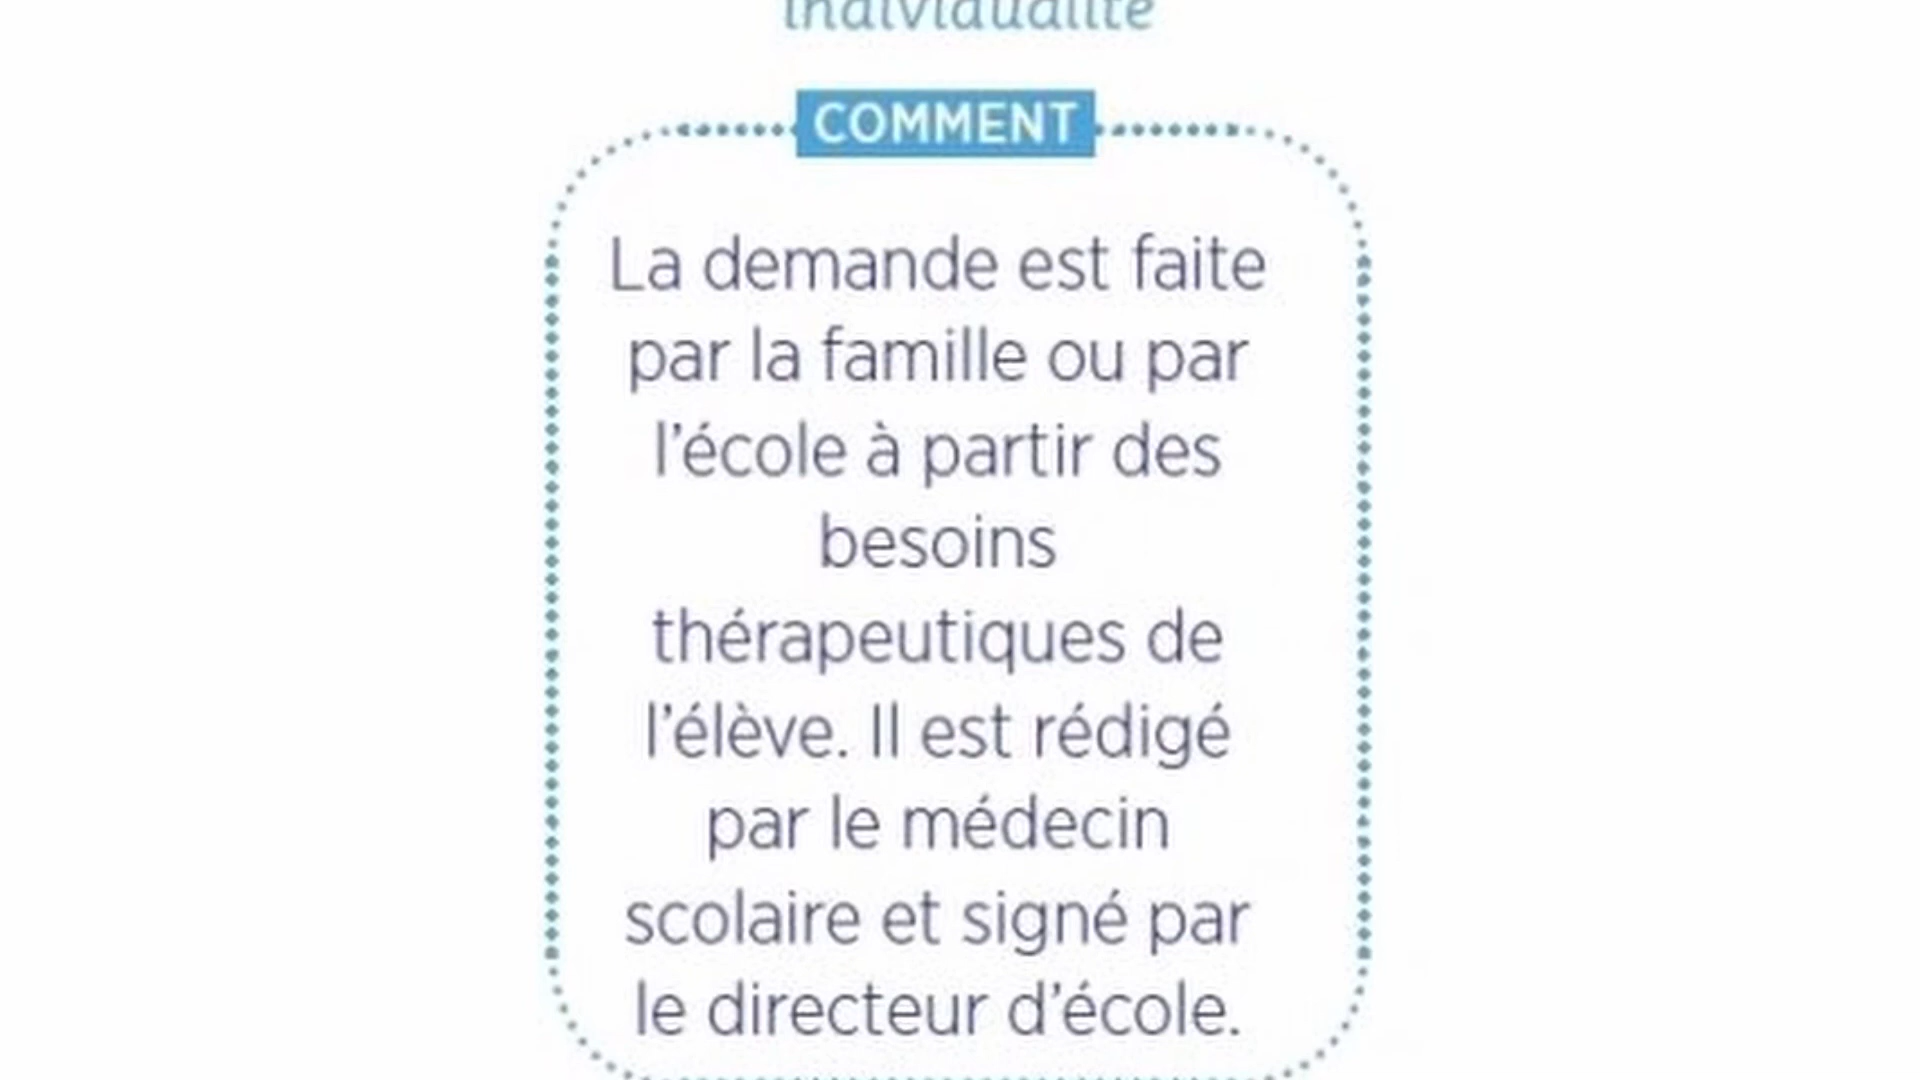 individualité
COMMENT
La demande est faite
par la famille ou par
l'école à partir des
besoins
thérapeutiques de
l'élève. Il est rédigé
par le médecin
scolaire et signé par
le directeur d'école.